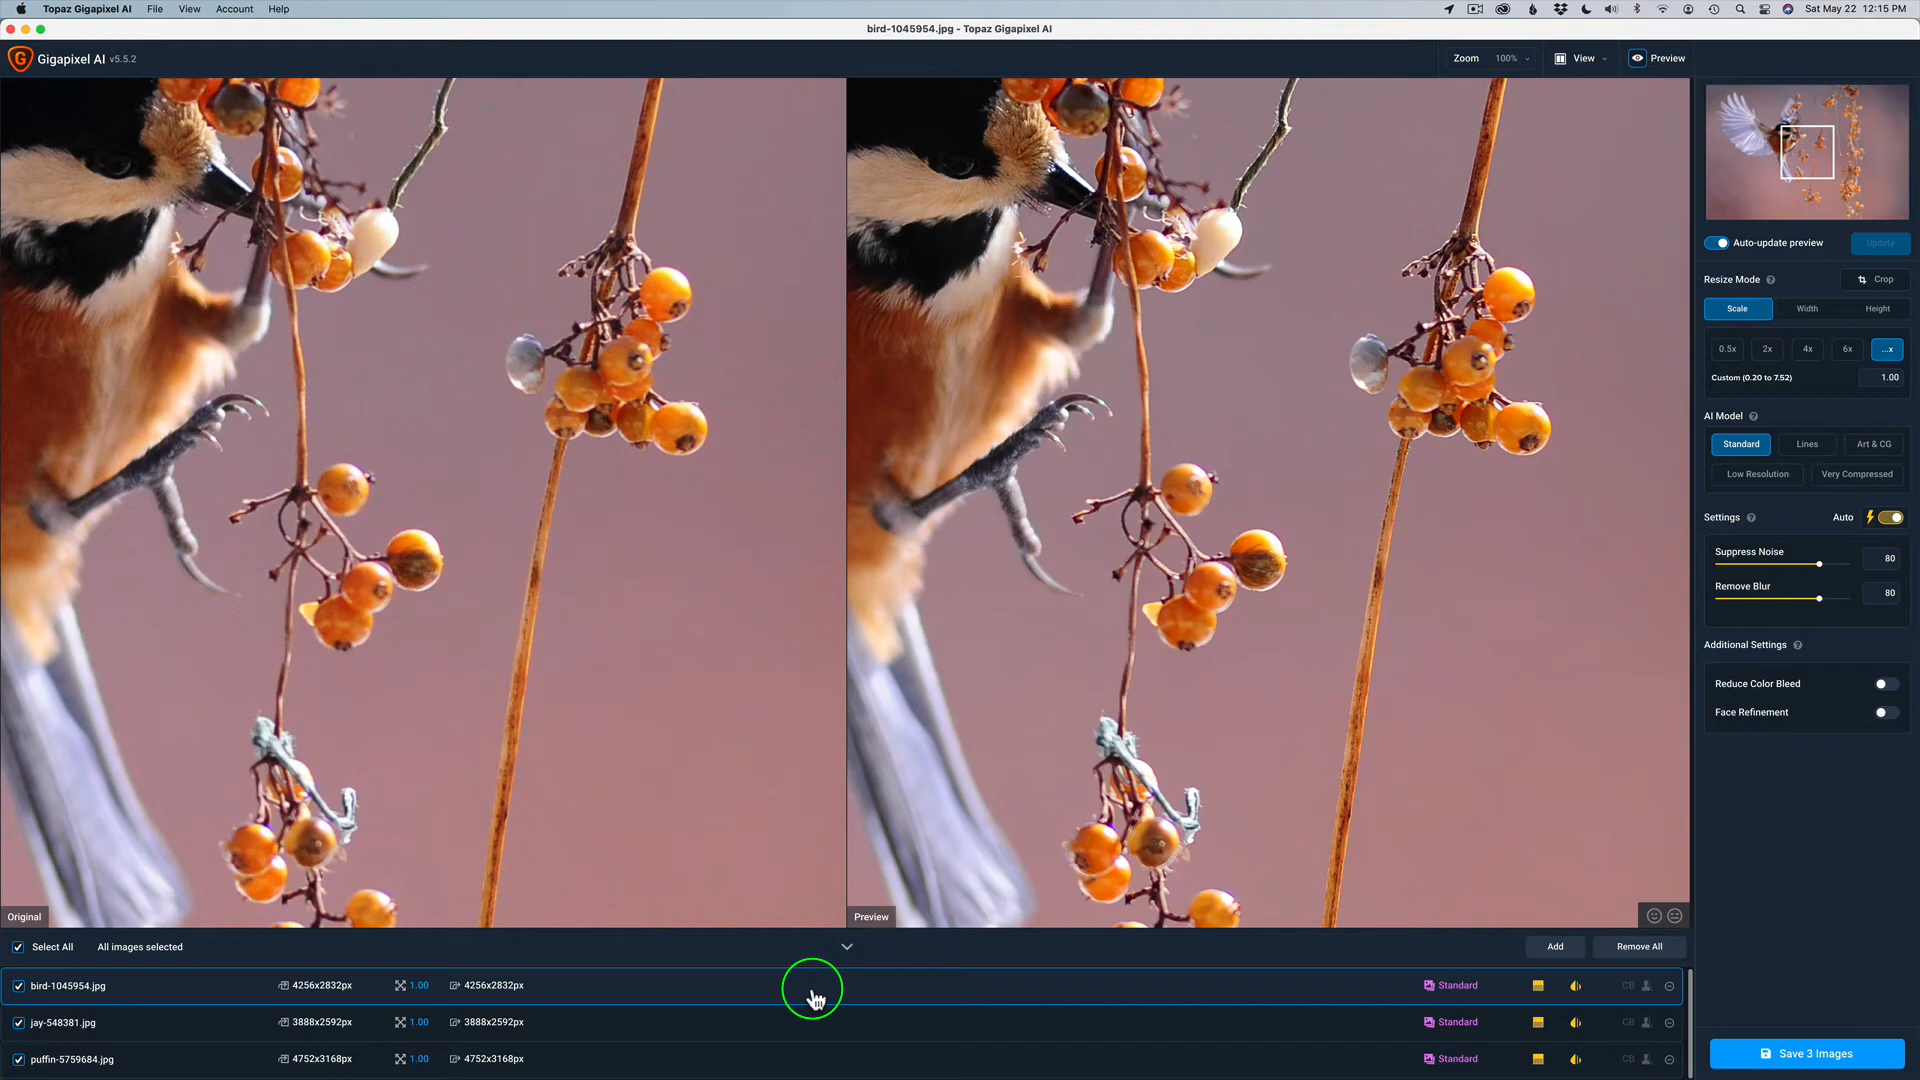 Topaz Gigapixel AI File View Account Help
Sat May 22 12:15 PM
bird-1045954.jpg - Topaz Gigapixel AI
Gigapixel AI v5.5.2
Zoom 100%
View
Preview
Auto-update preview
Update
Resize Mode
Crop
Scale Width Height
0.5x 2x 4x 6x ...x
Custom (0.20 to 7.52) 1.00
AI Model
Standard Lines Art & CG
Low Resolution Very Compressed
Settings Auto
Suppress Noise 80
Remove Blur 80
Additional Settings
Reduce Color Bleed
Face Refinement
Original
Preview
Select All All images selected
Add Remove All
bird-1045954.jpg 4256x2832px 1.00 4256x2832px Standard CB
jay-548381.jpg 3888x2592px 1.00 3888x2592px Standard CB
puffin-5759684.jpg 4752x3168px 1.00 4752x3168px Standard CB
Save 3 Images